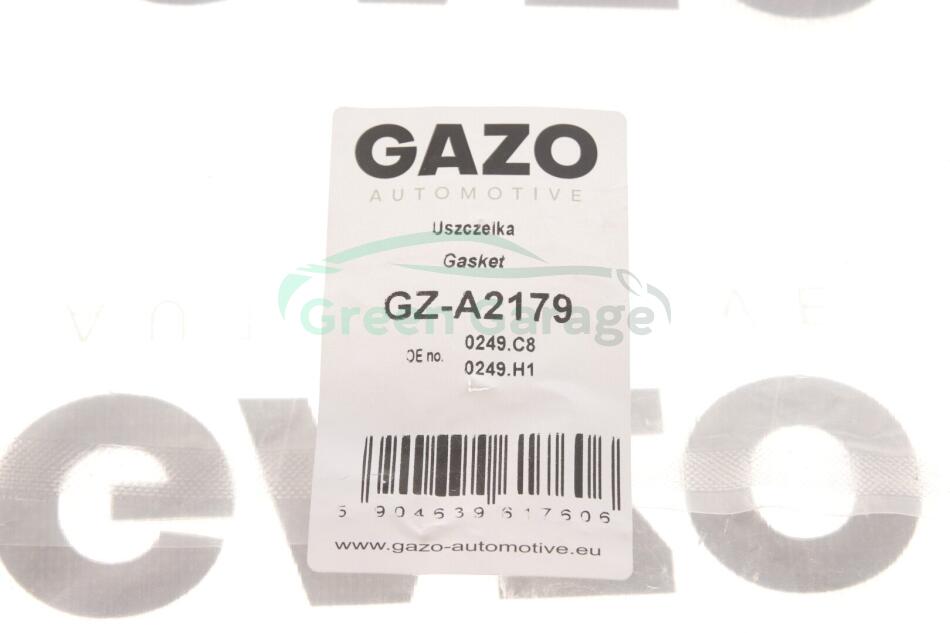 GAZO
AUTOMOTIVE
Uszczelka
Gasket
GZ-A2179
Green Garage
OE no.
0249.C8
0249.H1
5 904639 617606
www.gazo-automotive.eu